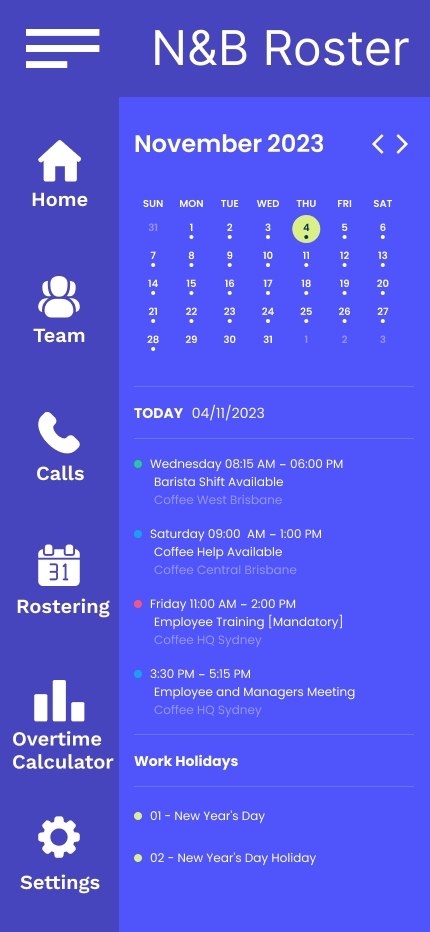 N&B Roster
Home
Team
Calls
31
Rostering
Overtime
Calculator
Settings
November 2023
SUN MON TUE WED THU FRI SAT
31 1 2 3 4 5 6
7 8 9 10 11 12 13
14 15 16 17 18 19 20
21 22 23 24 25 26 27
28 29 30 31 1 2 3
TODAY 04/11/2023
Wednesday 08:15 AM – 06:00 PM
Barista Shift Available
Coffee West Brisbane
Saturday 09:00 AM – 1:00 PM
Coffee Help Available
Coffee Central Brisbane
Friday 11:00 AM – 2:00 PM
Employee Training [Mandatory]
Coffee HQ Sydney
3:30 PM – 5:15 PM
Employee and Managers Meeting
Coffee HQ Sydney
Work Holidays
01 - New Year's Day
02 - New Year's Day Holiday